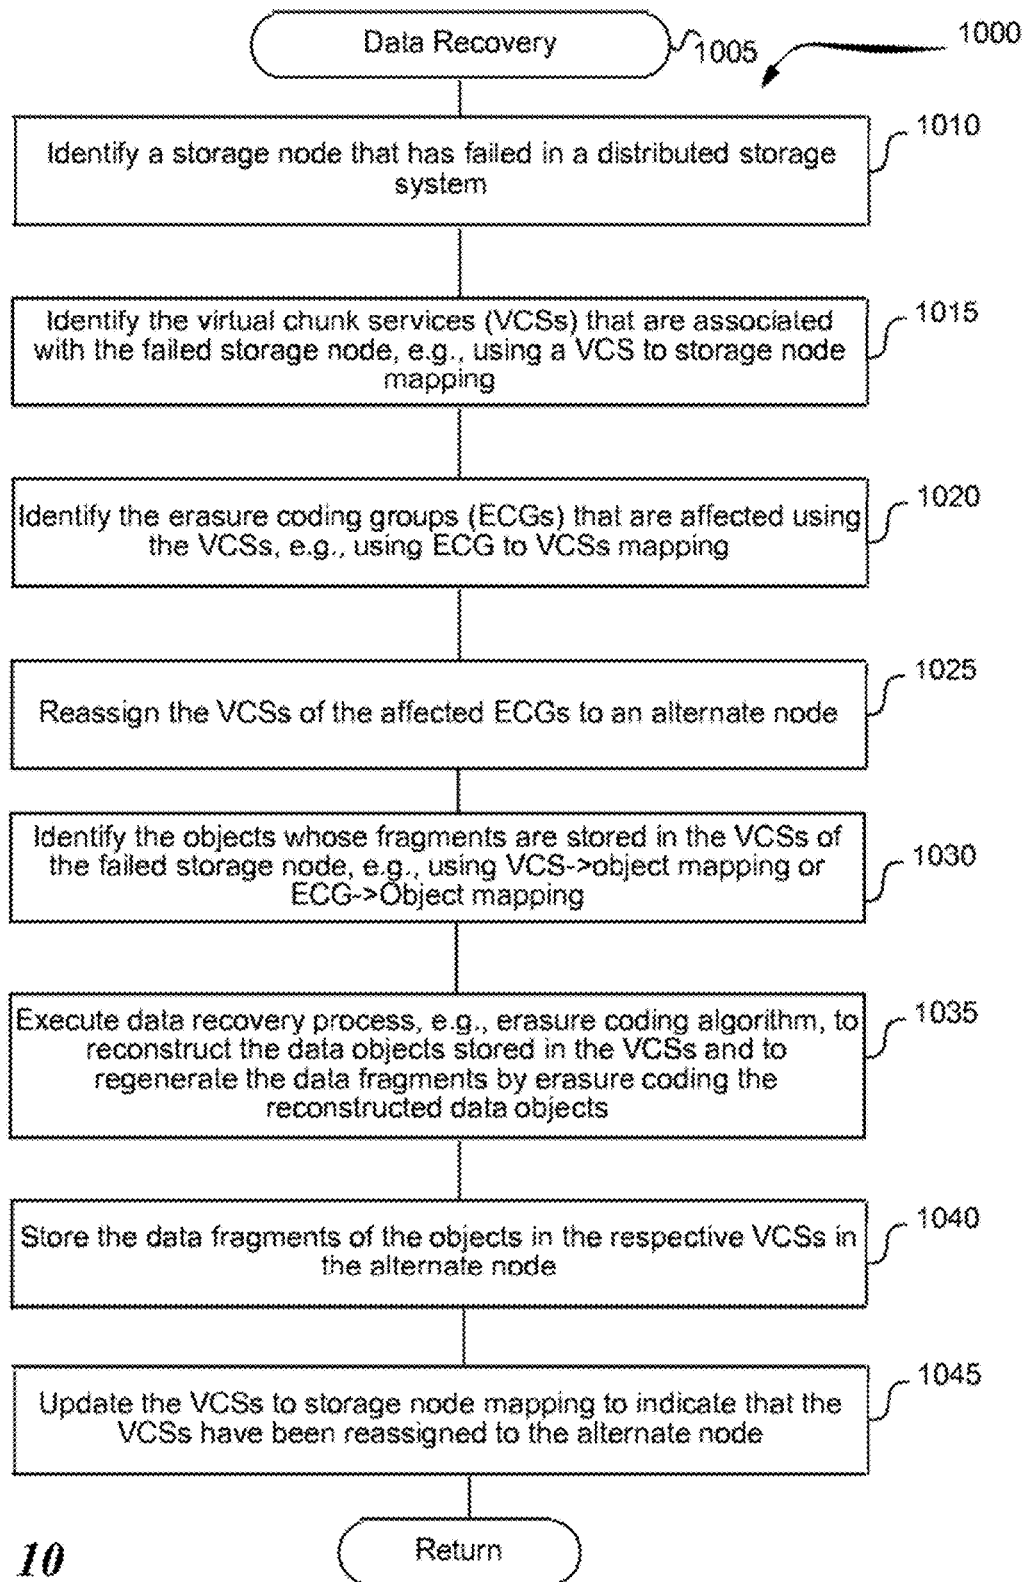 Data Recovery
1005
1000
Identify a storage node that has failed in a distributed storage
system
1010
Identify the virtual chunk services (VCSs) that are associated
with the failed storage node, e.g., using a VCS to storage node
mapping
1015
Identify the erasure coding groups (ECGs) that are affected using
the VCSs, e.g., using ECG to VCSs mapping
1020
Reassign the VCSs of the affected ECGs to an alternate node
1025
Identify the objects whose fragments are stored in the VCSs of
the failed storage node, e.g., using VCS->object mapping or
ECG->Object mapping
1030
Execute data recovery process, e.g., erasure coding algorithm, to
reconstruct the data objects stored in the VCSs and to
regenerate the data fragments by erasure coding the
reconstructed data objects
1035
Store the data fragments of the objects in the respective VCSs in
the alternate node
1040
Update the VCSs to storage node mapping to indicate that the
VCSs have been reassigned to the alternate node
1045
Return
10